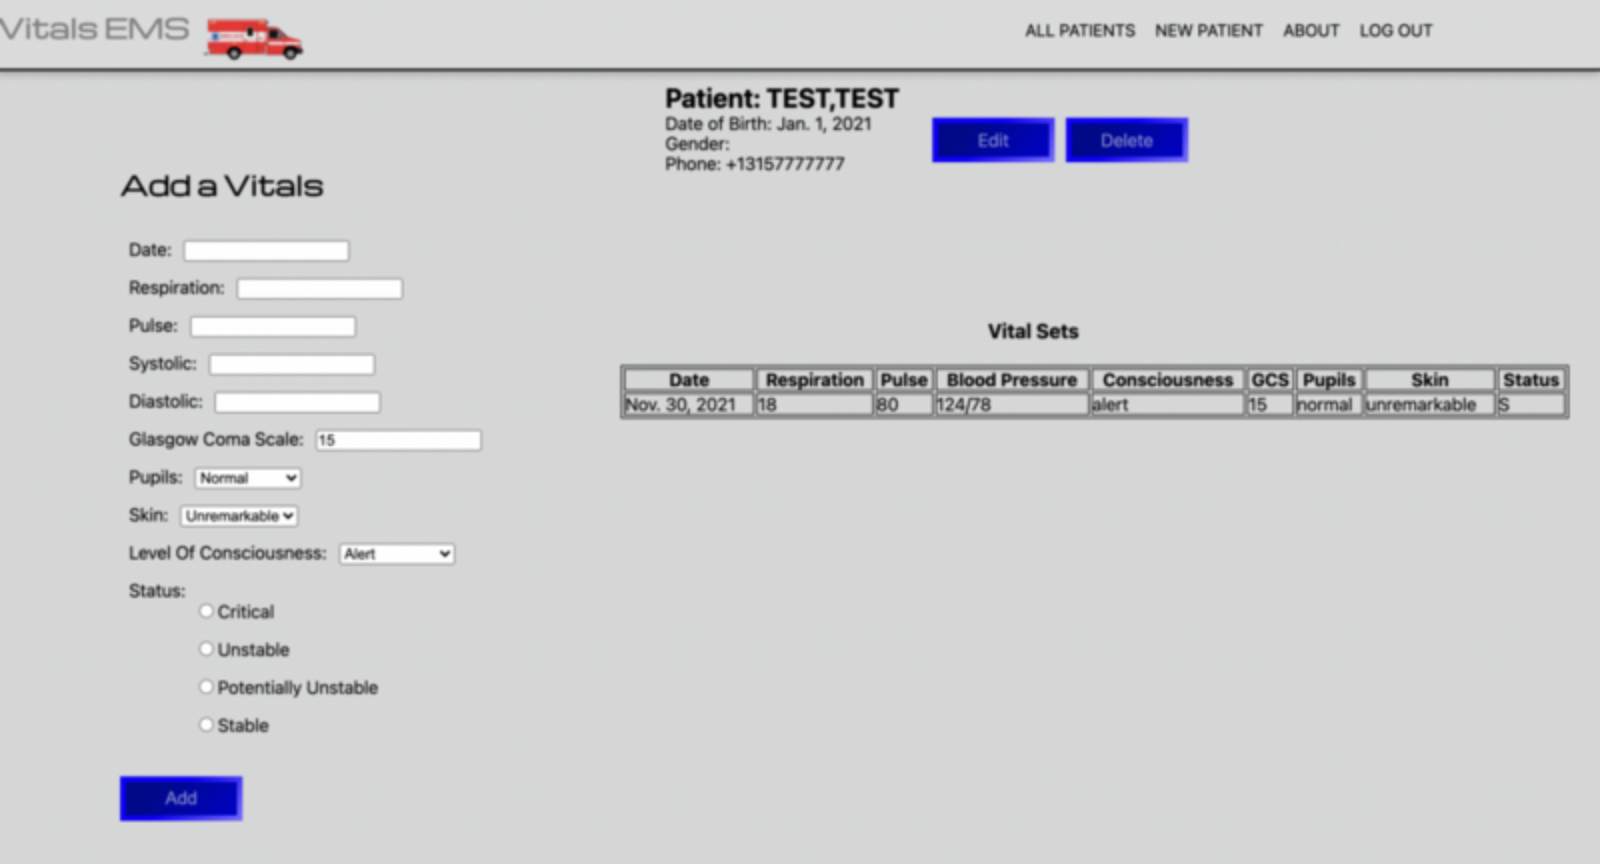 Vitals EMS
ALL PATIENTS NEW PATIENT ABOUT LOG OUT
Patient: TEST,TEST
Date of Birth: Jan. 1, 2021
Gender:
Phone: +13157777777
Edit Delete
Add a Vitals
Date:
Respiration:
Pulse:
Systolic:
Diastolic:
Glasgow Coma Scale: 15
Pupils: Normal
Skin: Unremarkable
Level Of Consciousness: Alert
Status:
Critical
Unstable
Potentially Unstable
Stable
Add
Vital Sets
Date Respiration Pulse Blood Pressure Consciousness GCS Pupils Skin Status
Nov. 30, 2021 18 80 124/78 alert 15 normal unremarkable S